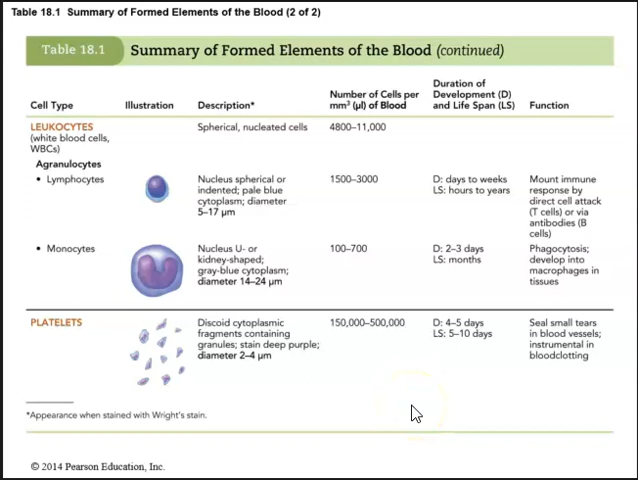 Table 18.1 Summary of Formed Elements of the Blood (2 of 2)
Table 18.1 Summary of Formed Elements of the Blood (continued)
Cell Type Illustration Description* Number of Cells per mm³ (µl) of Blood Duration of Development (D) and Life Span (LS) Function
LEUKOCYTES (white blood cells, WBCs) Spherical, nucleated cells 4800–11,000
Agranulocytes
• Lymphocytes Nucleus spherical or indented; pale blue cytoplasm; diameter 5–17 µm 1500–3000 D: days to weeks LS: hours to years Mount immune response by direct cell attack (T cells) or via antibodies (B cells)
• Monocytes Nucleus U- or kidney-shaped; gray-blue cytoplasm; diameter 14–24 µm 100–700 D: 2–3 days LS: months Phagocytosis; develop into macrophages in tissues
PLATELETS Discoid cytoplasmic fragments containing granules; stain deep purple; diameter 2–4 µm 150,000–500,000 D: 4–5 days LS: 5–10 days Seal small tears in blood vessels; instrumental in bloodclotting
*Appearance when stained with Wright's stain.
© 2014 Pearson Education, Inc.